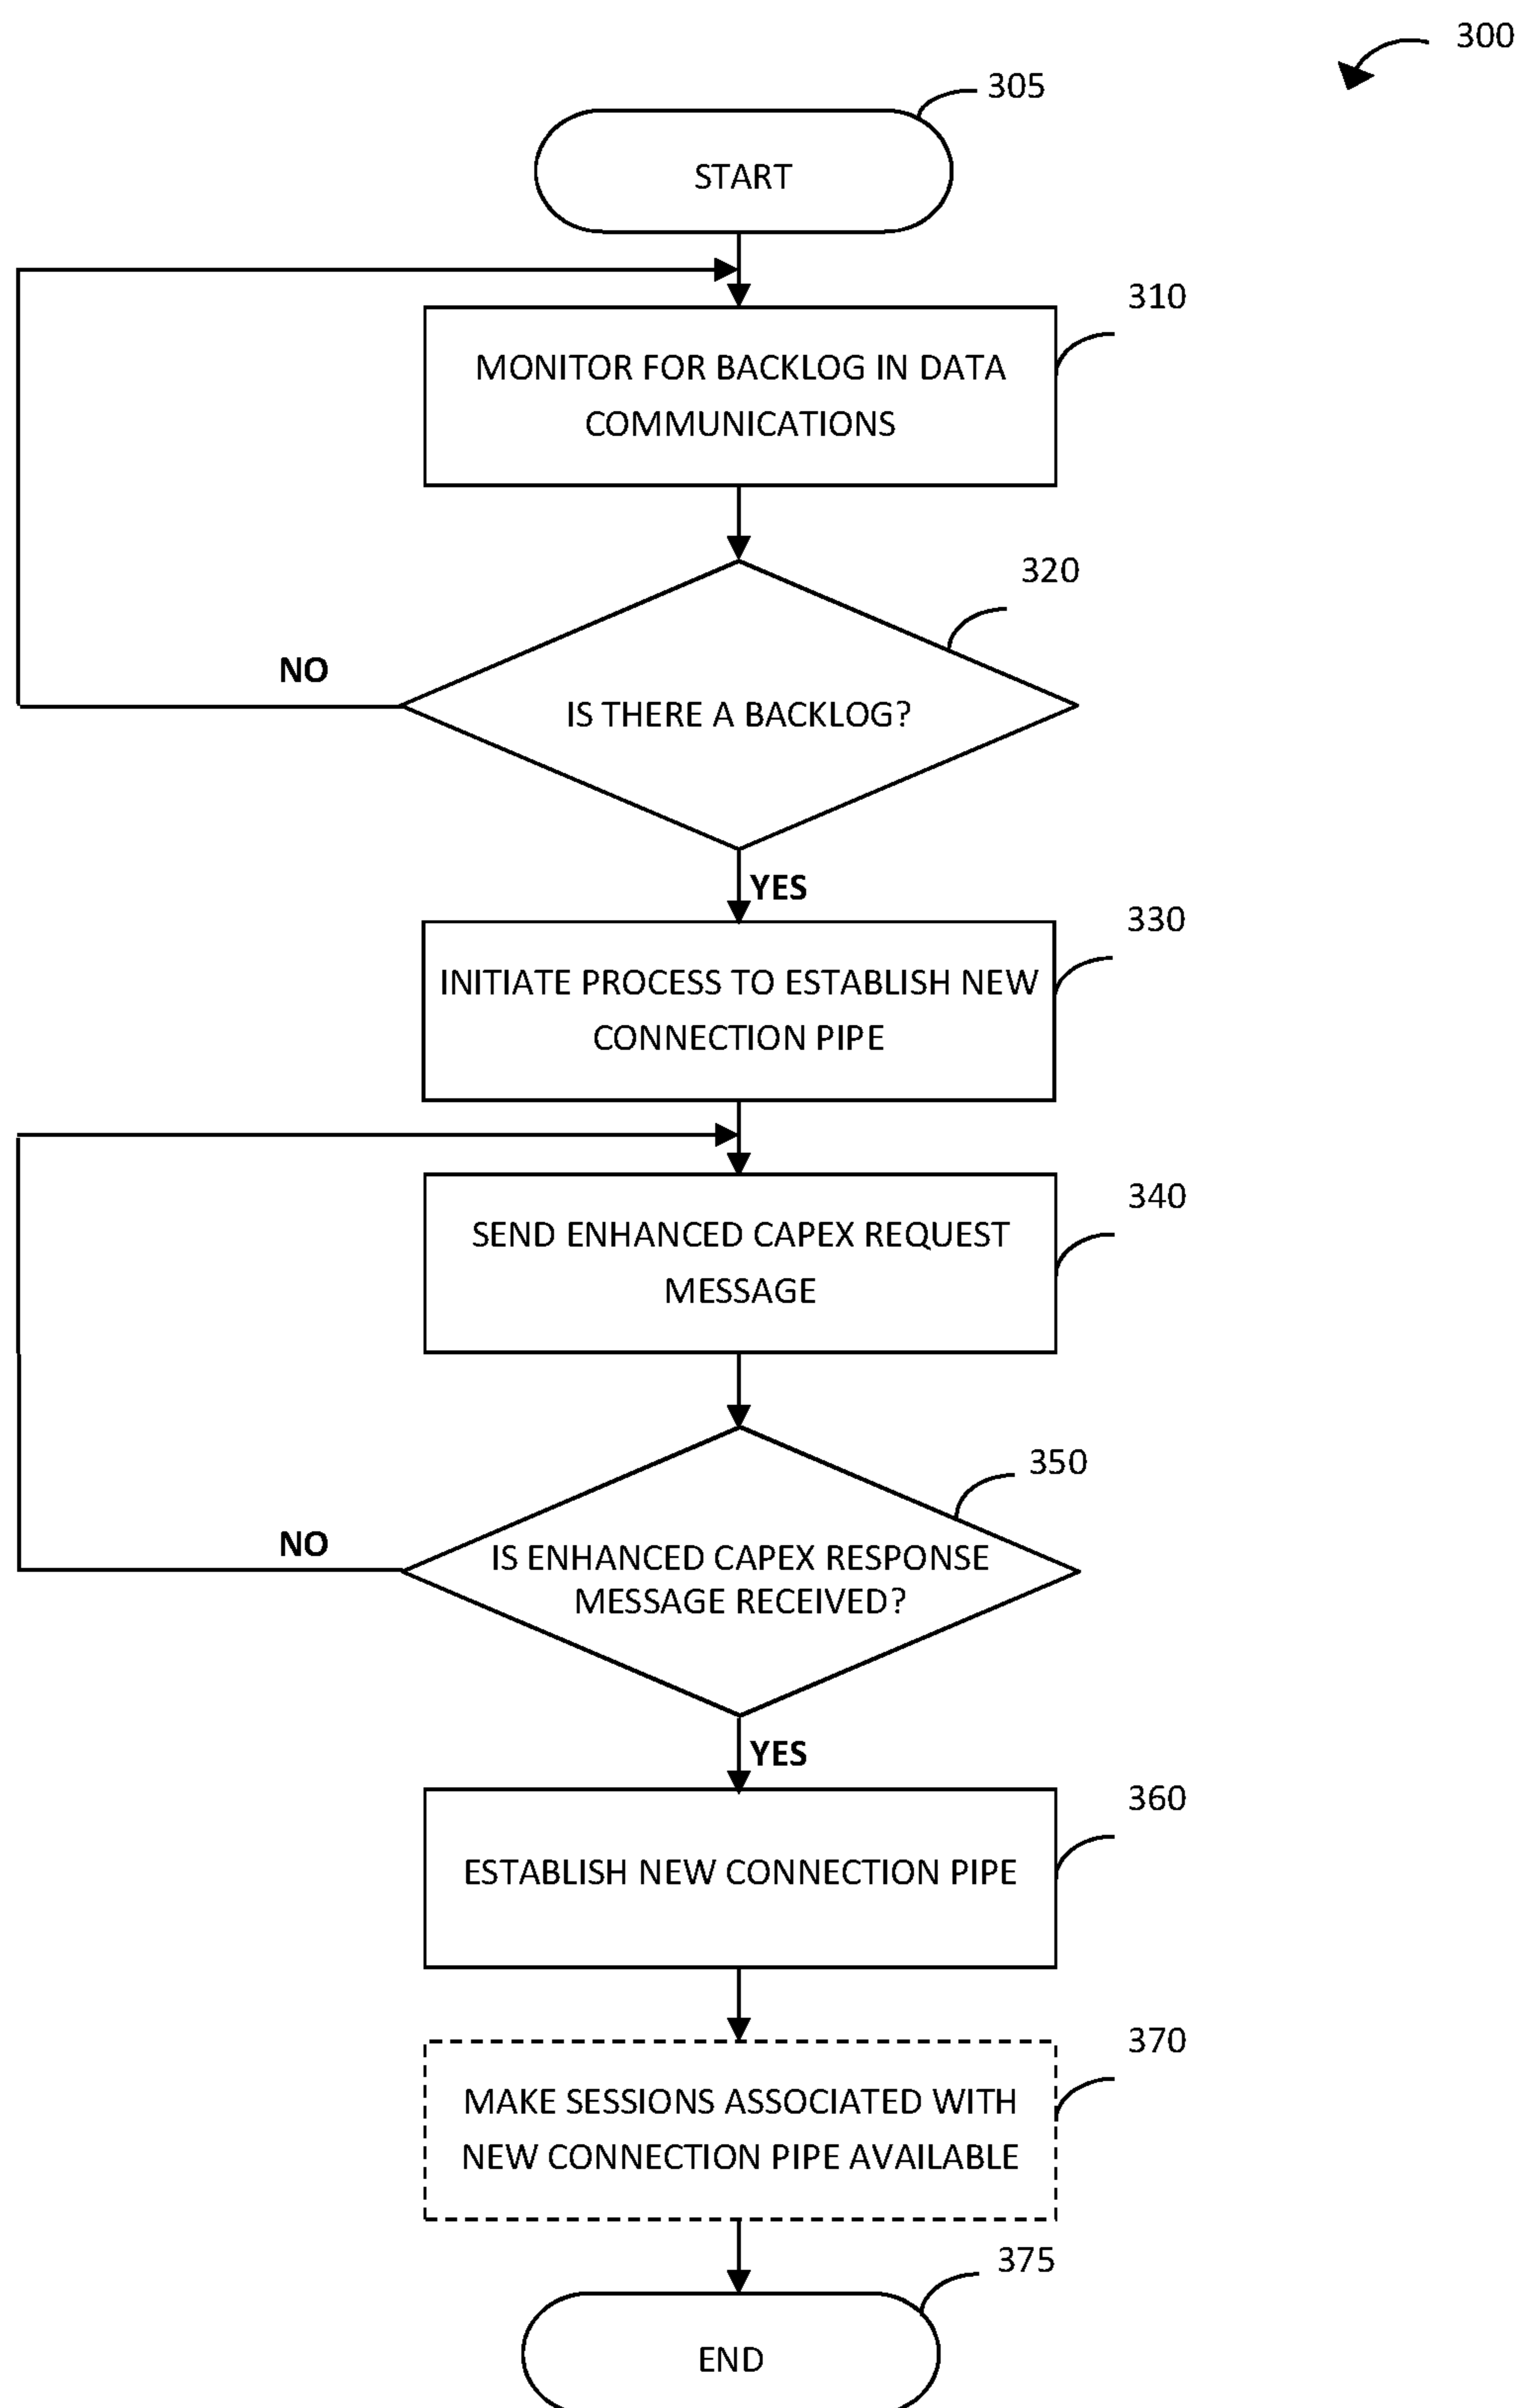 300
305
START
310
MONITOR FOR BACKLOG IN DATA
COMMUNICATIONS
320
NO
IS THERE A BACKLOG?
YES
330
INITIATE PROCESS TO ESTABLISH NEW
CONNECTION PIPE
340
SEND ENHANCED CAPEX REQUEST
MESSAGE
350
NO
IS ENHANCED CAPEX RESPONSE
MESSAGE RECEIVED?
YES
360
ESTABLISH NEW CONNECTION PIPE
370
MAKE SESSIONS ASSOCIATED WITH
NEW CONNECTION PIPE AVAILABLE
375
END